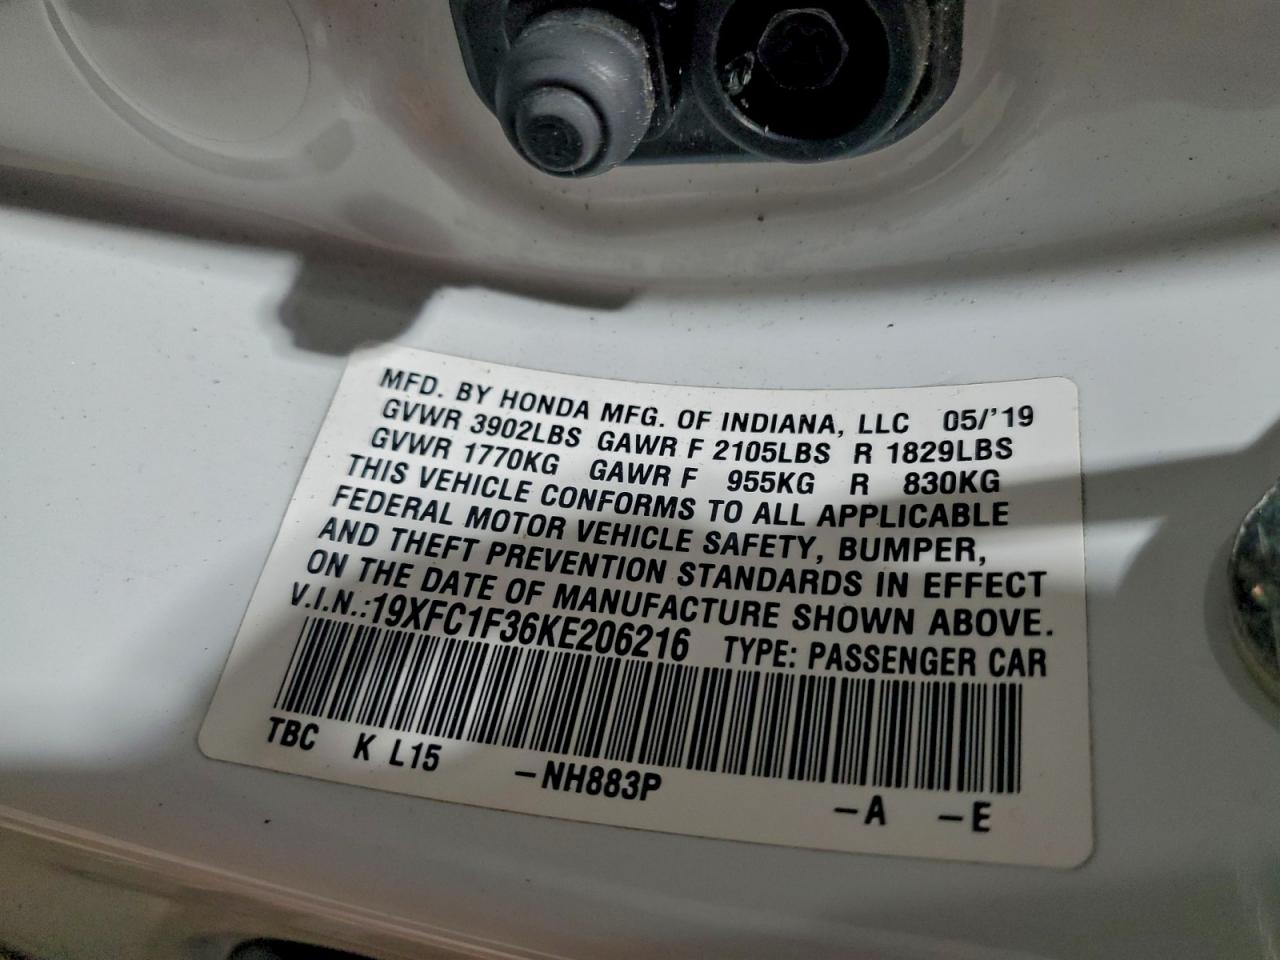 MFD. BY HONDA MFG. OF INDIANA, LLC 05/'19
GVWR 3902LBS GAWR F 2105LBS R 1829LBS
GVWR 1770KG GAWR F 955KG R 830KG
THIS VEHICLE CONFORMS TO ALL APPLICABLE
FEDERAL MOTOR VEHICLE SAFETY, BUMPER,
AND THEFT PREVENTION STANDARDS IN EFFECT
ON THE DATE OF MANUFACTURE SHOWN ABOVE.
V.I.N.:19XFC1F36KE206216 TYPE: PASSENGER CAR
TBC K L15 -NH883P -A -E